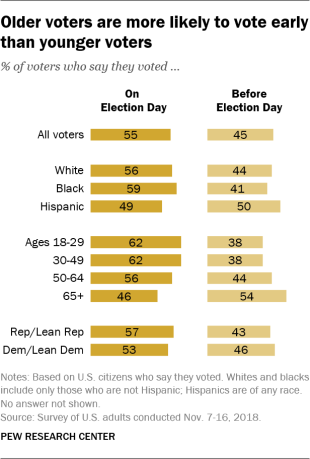 Older voters are more likely to vote early
than younger voters
% of voters who say they voted ...
On Election Day
Before Election Day
All voters 55 45
White 56 44
Black 59 41
Hispanic 49 50
Ages 18-29 62 38
30-49 62 38
50-64 56 44
65+ 46 54
Rep/Lean Rep 57 43
Dem/Lean Dem 53 46
Notes: Based on U.S. citizens who say they voted. Whites and blacks
include only those who are not Hispanic; Hispanics are of any race.
No answer not shown.
Source: Survey of U.S. adults conducted Nov. 7-16, 2018.
PEW RESEARCH CENTER